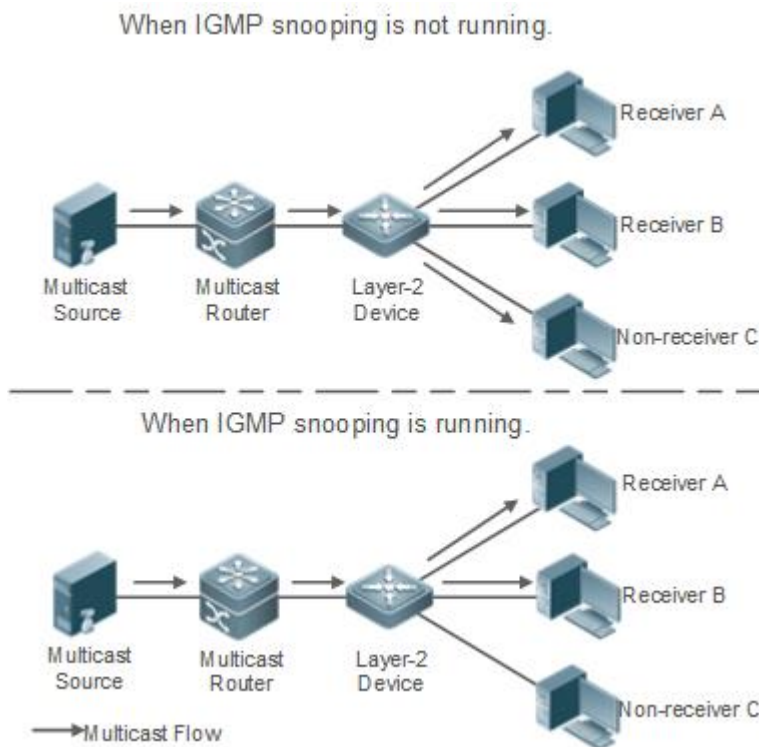 When IGMP snooping is not running.
Receiver A
Receiver B
Multicast
Source
Multicast
Router
Layer-2
Device
Non-receiver C
When IGMP snooping is running.
Receiver A
Receiver B
Multicast
Source
Multicast
Router
Layer-2
Device
Non-receiver C
Multicast Flow